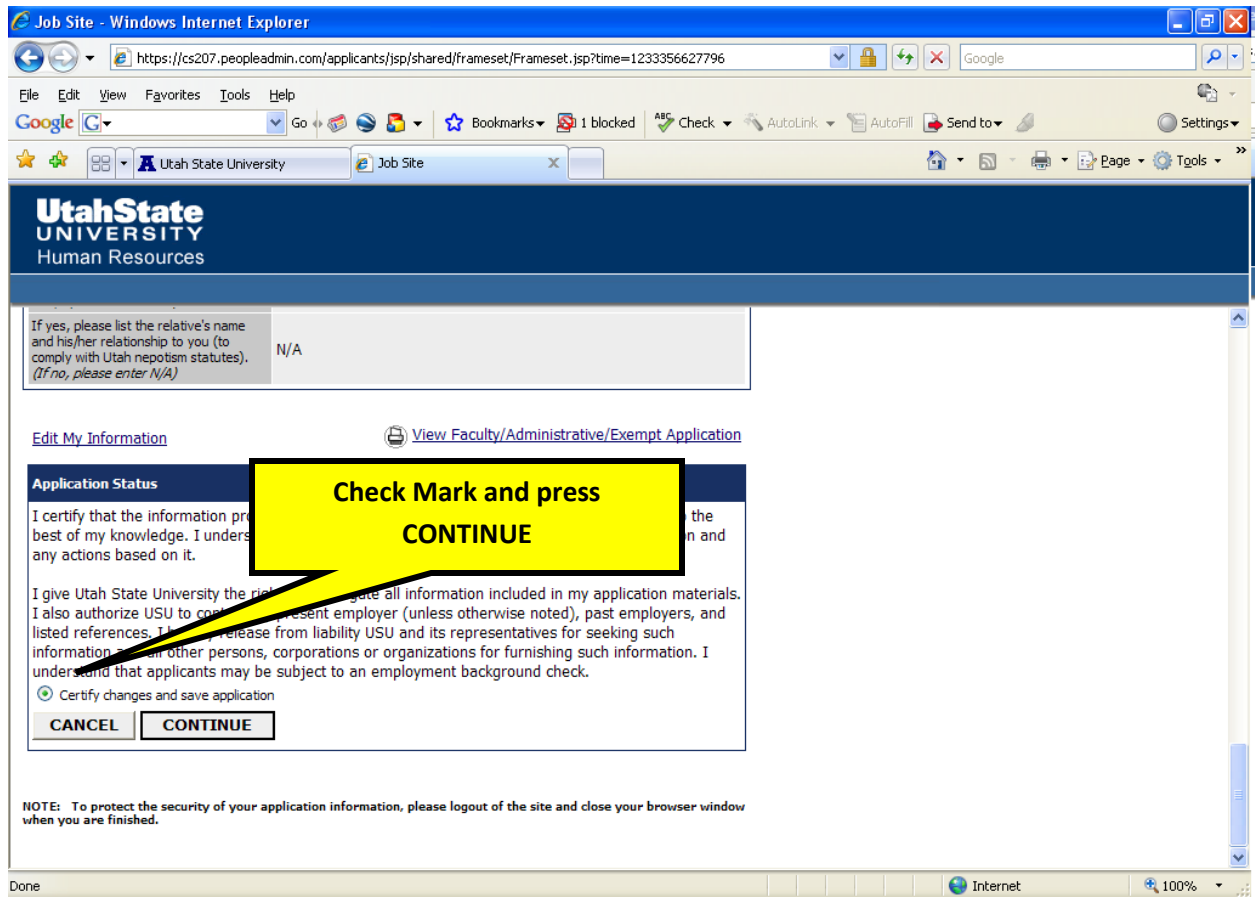 Job Site - Windows Internet Explorer
https://cs207.peopleadmin.com/applicants/jsp/shared/frameset/Frameset.jsp?time=1233356627796
Google
File Edit View Favorites Tools Help
Google G Go Bookmarks 1 blocked ABC Check AutoLink AutoFill Send to Settings
Utah State University Job Site X Page Tools »
UtahState
UNIVERSITY
Human Resources
If yes, please list the relative's name
and his/her relationship to you (to
comply with Utah nepotism statutes).
(If no, please enter N/A)
N/A
Edit My Information View Faculty/Administrative/Exempt Application
Application Status
Check Mark and press
CONTINUE
I certify that the information the
best of my knowledge. I and
any actions based on it.
I give Utah State University the all information included in my application materials.
I also authorize USU to present employer (unless otherwise noted), past employers, and
listed references. release from liability USU and its representatives for seeking such
information other persons, corporations or organizations for furnishing such information. I
understand that applicants may be subject to an employment background check.
Certify changes and save application
CANCEL CONTINUE
NOTE: To protect the security of your application information, please logout of the site and close your browser window
when you are finished.
Done Internet 100%